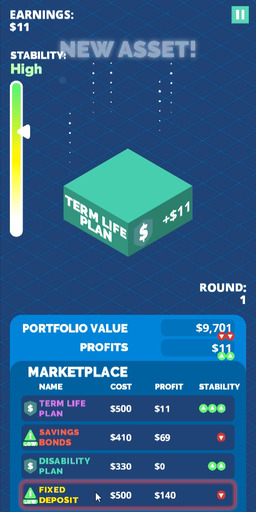 EARNINGS:
$11
NEW ASSET!
STABILITY:
High
TERM LIFE
PLAN
$
+$11
ROUND:
1
PORTFOLIO VALUE $9,701
PROFITS $11
MARKETPLACE
NAME COST PROFIT STABILITY
$ TERM LIFE PLAN $500 $11
SAVINGS BONDS $410 $69
$ DISABILITY PLAN $330 $0
FIXED DEPOSIT $500 $140